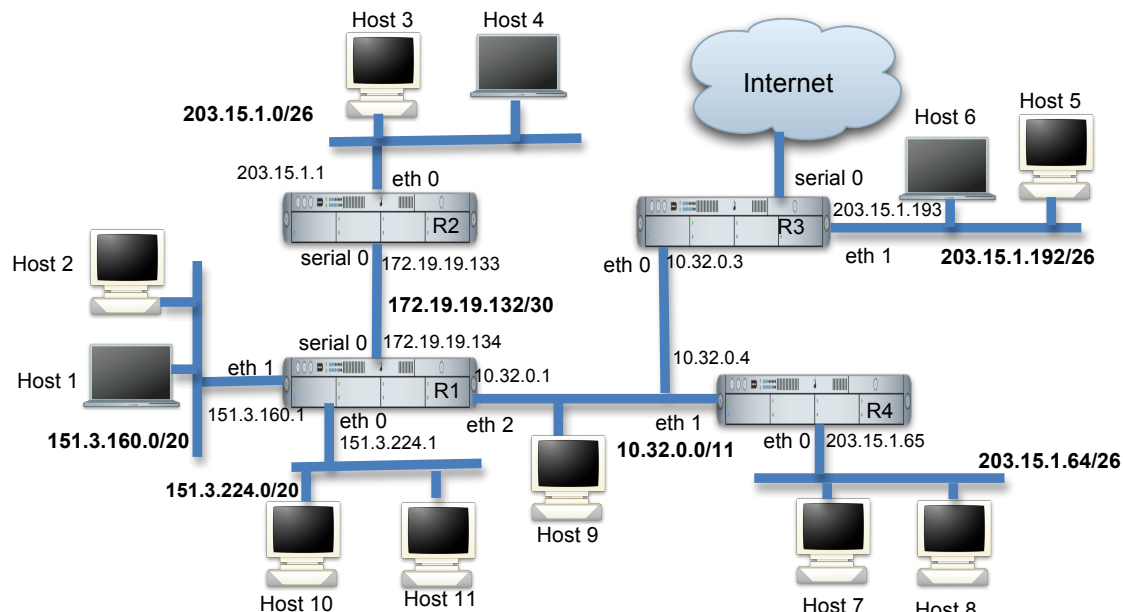 Host 3
Host 4
Internet
Host 5
Host 6
203.15.1.0/26
203.15.1.1
eth 0
serial 0
203.15.1.193
R2
R3
serial 0
172.19.19.133
eth 0
10.32.0.3
eth 1
203.15.1.192/26
Host 2
172.19.19.132/30
serial 0
172.19.19.134
10.32.0.4
eth 1
10.32.0.1
Host 1
R1
R4
151.3.160.1
eth 0
eth 2
eth 1
eth 0
203.15.1.65
151.3.160.0/20
151.3.224.1
10.32.0.0/11
203.15.1.64/26
151.3.224.0/20
Host 9
Host 10
Host 11
Host 7
Host 8